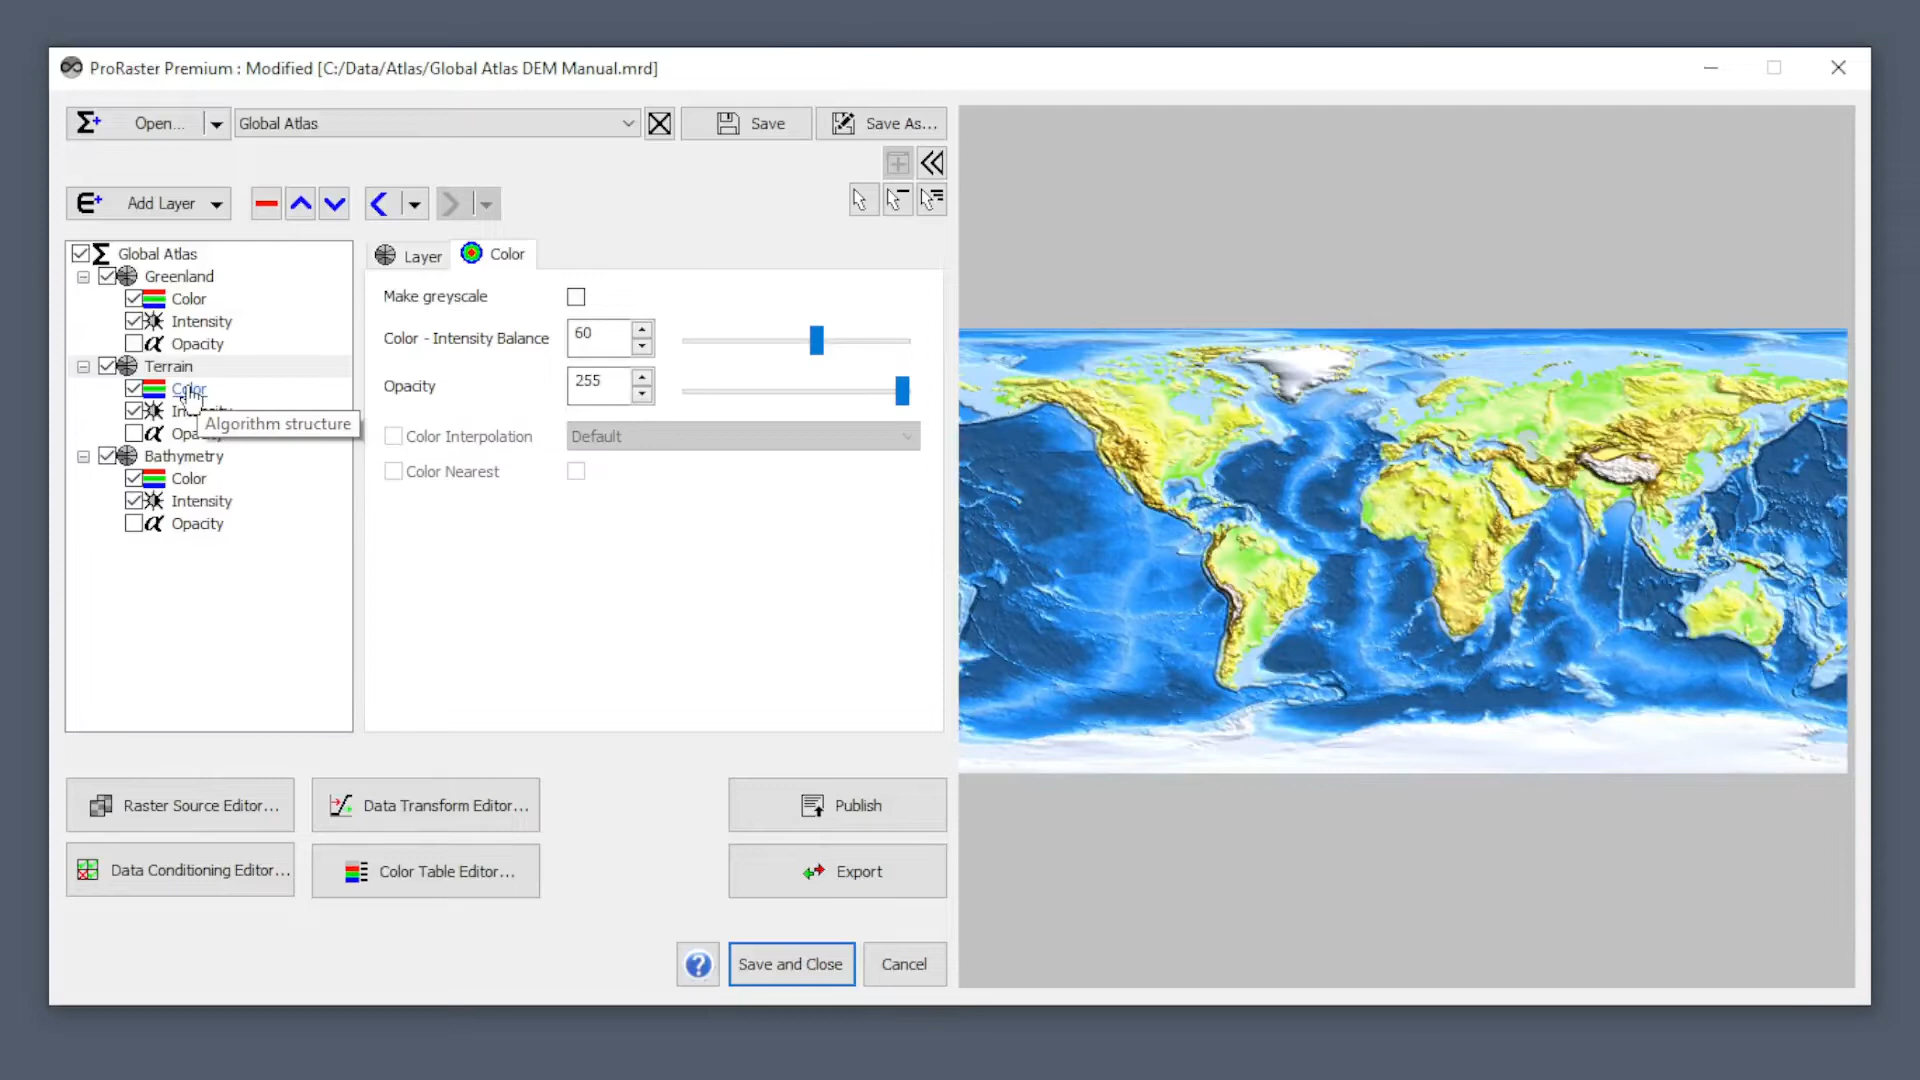 ProRaster Premium : Modified [C:/Data/Atlas/Global Atlas DEM Manual.mrd]
Open...
Global Atlas
Save
Save As...
Add Layer
Global Atlas
Greenland
Color
Intensity
Opacity
Terrain
Color
Algorithm structure
Bathymetry
Color
Intensity
Opacity
Layer
Color
Make greyscale
Color - Intensity Balance
60
Opacity
255
Color Interpolation
Default
Color Nearest
Raster Source Editor...
Data Transform Editor...
Publish
Data Conditioning Editor...
Color Table Editor...
Export
Save and Close
Cancel